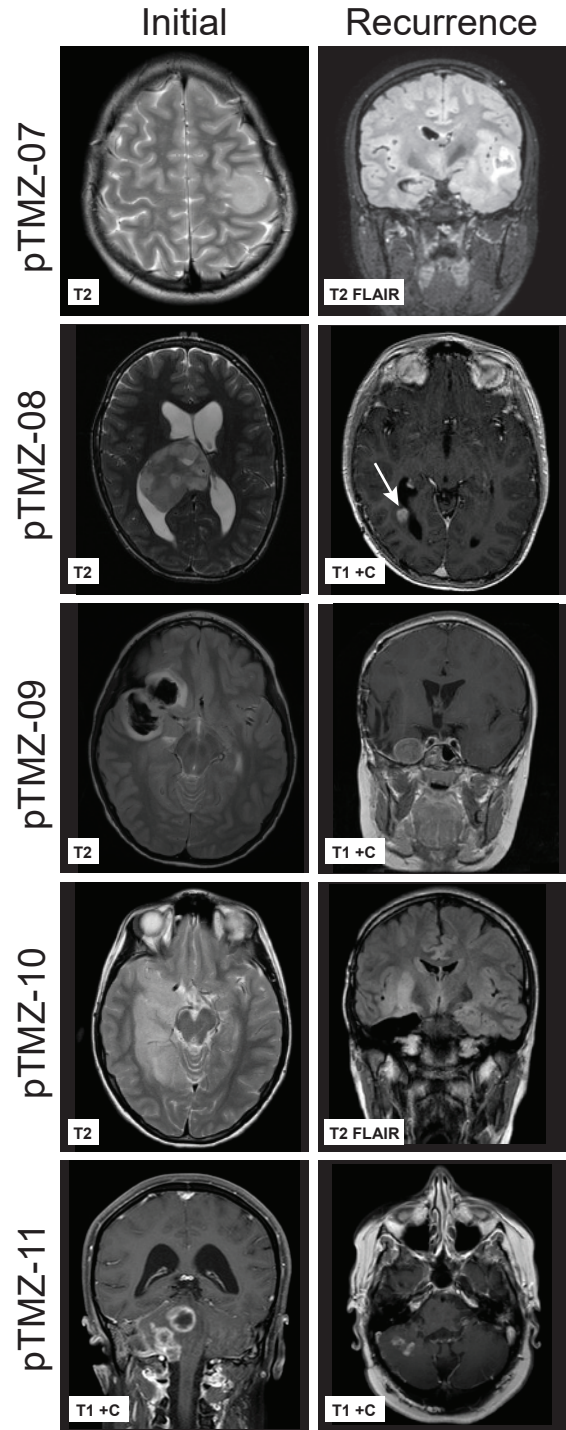 Initial
Recurrence
pTMZ-07
T2
T2 FLAIR
pTMZ-08
T2
T1 +C
pTMZ-09
T2
T1 +C
pTMZ-10
T2
T2 FLAIR
pTMZ-11
T1 +C
T1 +C